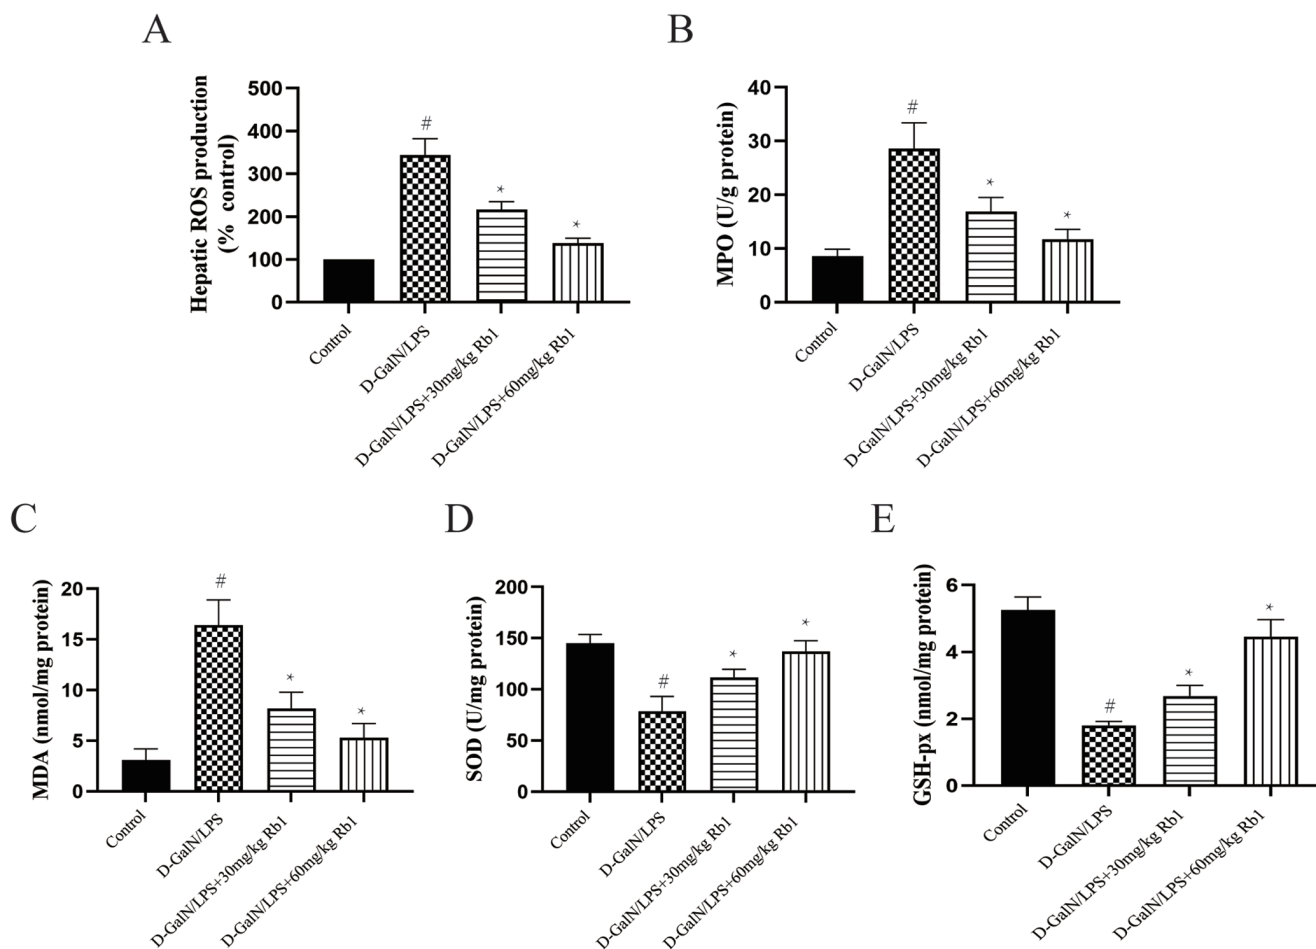 A
Hepatic ROS production
(% control)
500
400
300
200
100
0
#
*
*
Control
D-GalN/LPS
D-GalN/LPS+30mg/kg Rb1
D-GalN/LPS+60mg/kg Rb1
B
MPO (U/g protein)
40
30
20
10
0
#
*
*
Control
D-GalN/LPS
D-GalN/LPS+30mg/kg Rb1
D-GalN/LPS+60mg/kg Rb1
C
MDA (nmol/mg protein)
20
15
10
5
0
#
*
*
Control
D-GalN/LPS
D-GalN/LPS+30mg/kg Rb1
D-GalN/LPS+60mg/kg Rb1
D
SOD (U/mg protein)
200
150
100
50
0
#
*
*
Control
D-GalN/LPS
D-GalN/LPS+30mg/kg Rb1
D-GalN/LPS+60mg/kg Rb1
E
GSH-px (nmol/mg protein)
6
4
2
0
#
*
*
Control
D-GalN/LPS
D-GalN/LPS+30mg/kg Rb1
D-GalN/LPS+60mg/kg Rb1